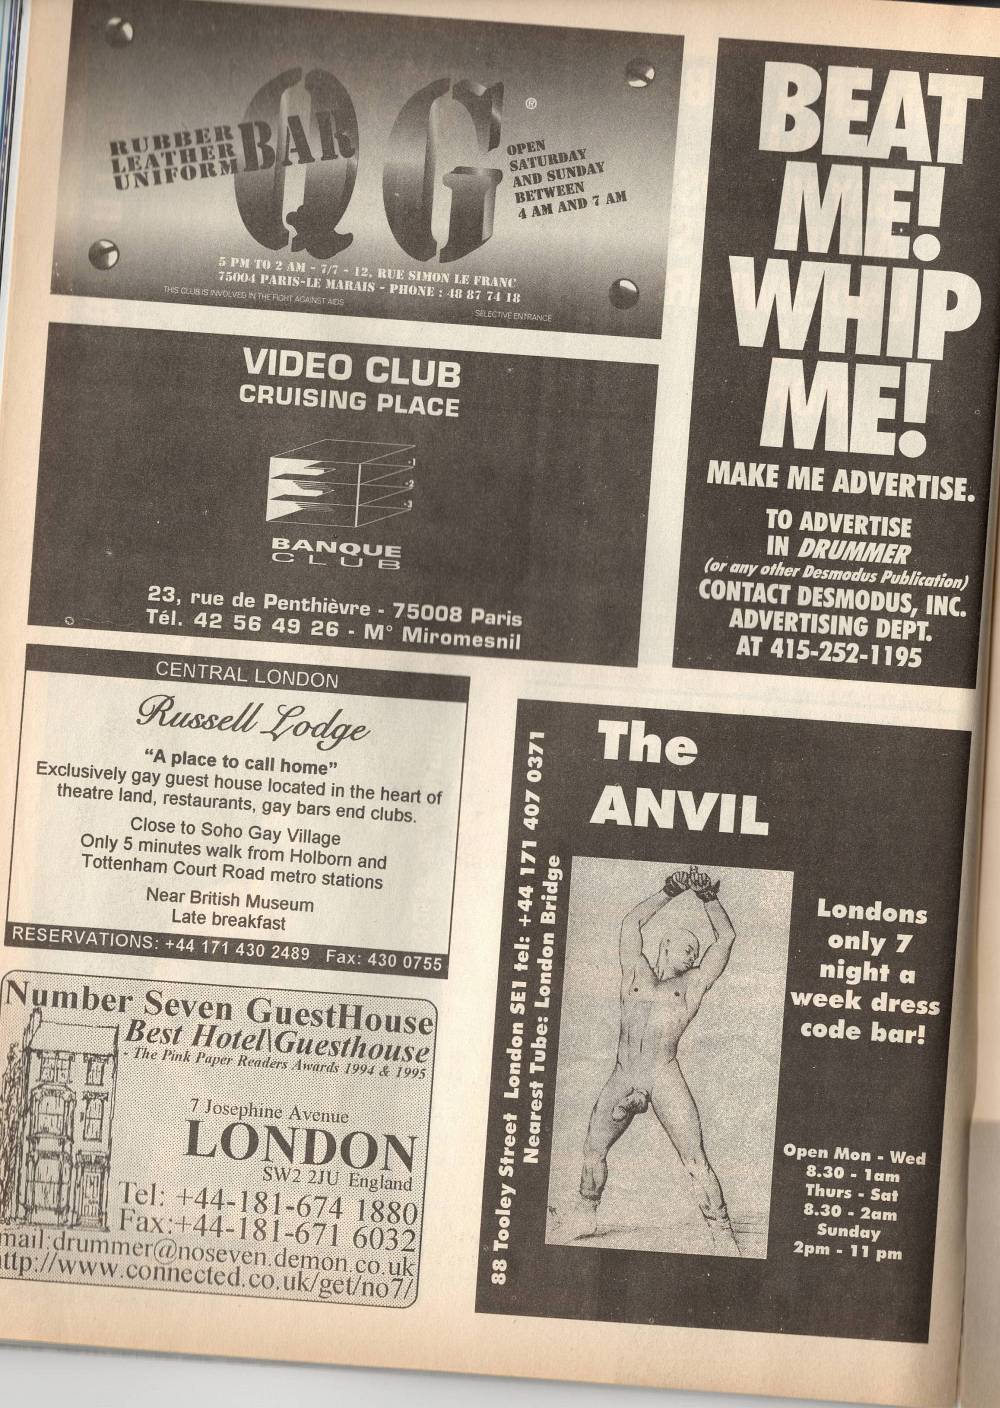 RUBBER
LEATHER
UNIFORM
BAR
QG
®
OPEN
SATURDAY
AND SUNDAY
BETWEEN
4 AM AND 7 AM
5 PM TO 2 AM - 7/7 - 12, RUE SIMON LE FRANC
75004 PARIS-LE MARAIS - PHONE : 48 87 74 18
THIS CLUB IS INVOLVED IN THE FIGHT AGAINST AIDS
SELECTIVE ENTRANCE
BEAT
ME!
WHIP
ME!
MAKE ME ADVERTISE.
TO ADVERTISE
IN DRUMMER
(or any other Desmodus Publication)
CONTACT DESMODUS, INC.
ADVERTISING DEPT.
AT 415-252-1195
VIDEO CLUB
CRUISING PLACE
-1
-2
-3
BANQUE
CLUB
23, rue de Penthièvre - 75008 Paris
Tél. 42 56 49 26 - M° Miromesnil
CENTRAL LONDON
Russell Lodge
“A place to call home”
Exclusively gay guest house located in the heart of
theatre land, restaurants, gay bars end clubs.
Close to Soho Gay Village
Only 5 minutes walk from Holborn and
Tottenham Court Road metro stations
Near British Museum
Late breakfast
RESERVATIONS: +44 171 430 2489 Fax: 430 0755
Number Seven GuestHouse
Best Hotel\Guesthouse
- The Pink Paper Readers Awards 1994 & 1995
7 Josephine Avenue
LONDON
SW2 2JU England
Tel: +44-181-674 1880
Fax:+44-181-671 6032
mail:drummer@noseven.demon.co.uk
ttp://www.connected.co.uk/get/no7/
The
ANVIL
88 Tooley Street London SE1 tel: +44 171 407 0371
Nearest Tube: London Bridge
Londons
only 7
night a
week dress
code bar!
Open Mon - Wed
8.30 - 1am
Thurs - Sat
8.30 - 2am
Sunday
2pm - 11 pm